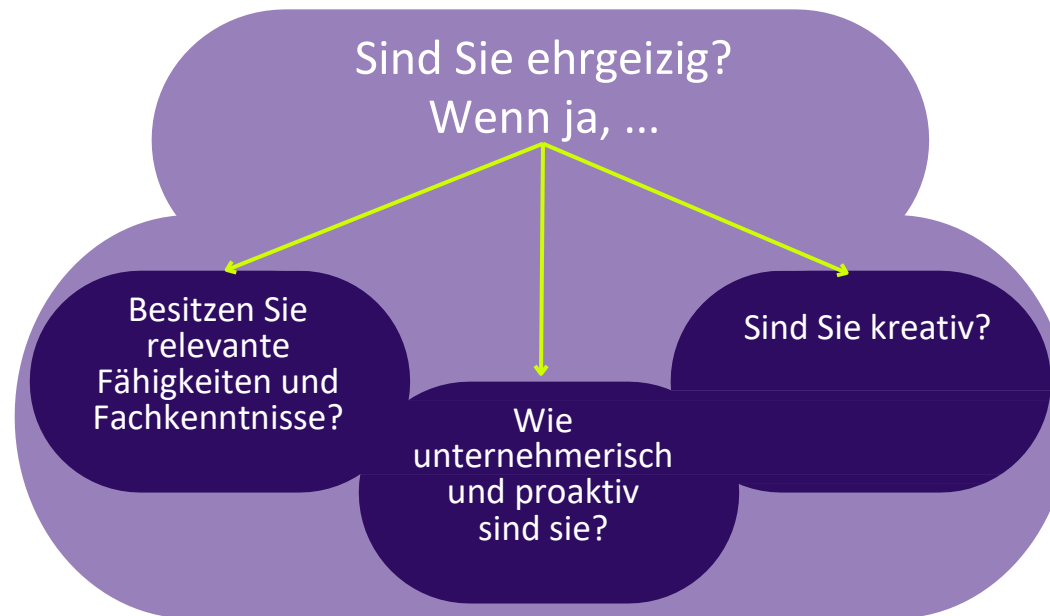 Sind Sie ehrgeizig?
Wenn ja, ...
Besitzen Sie
relevante
Fähigkeiten und
Fachkenntnisse?
Wie
unternehmerisch
und proaktiv
sind sie?
Sind Sie kreativ?